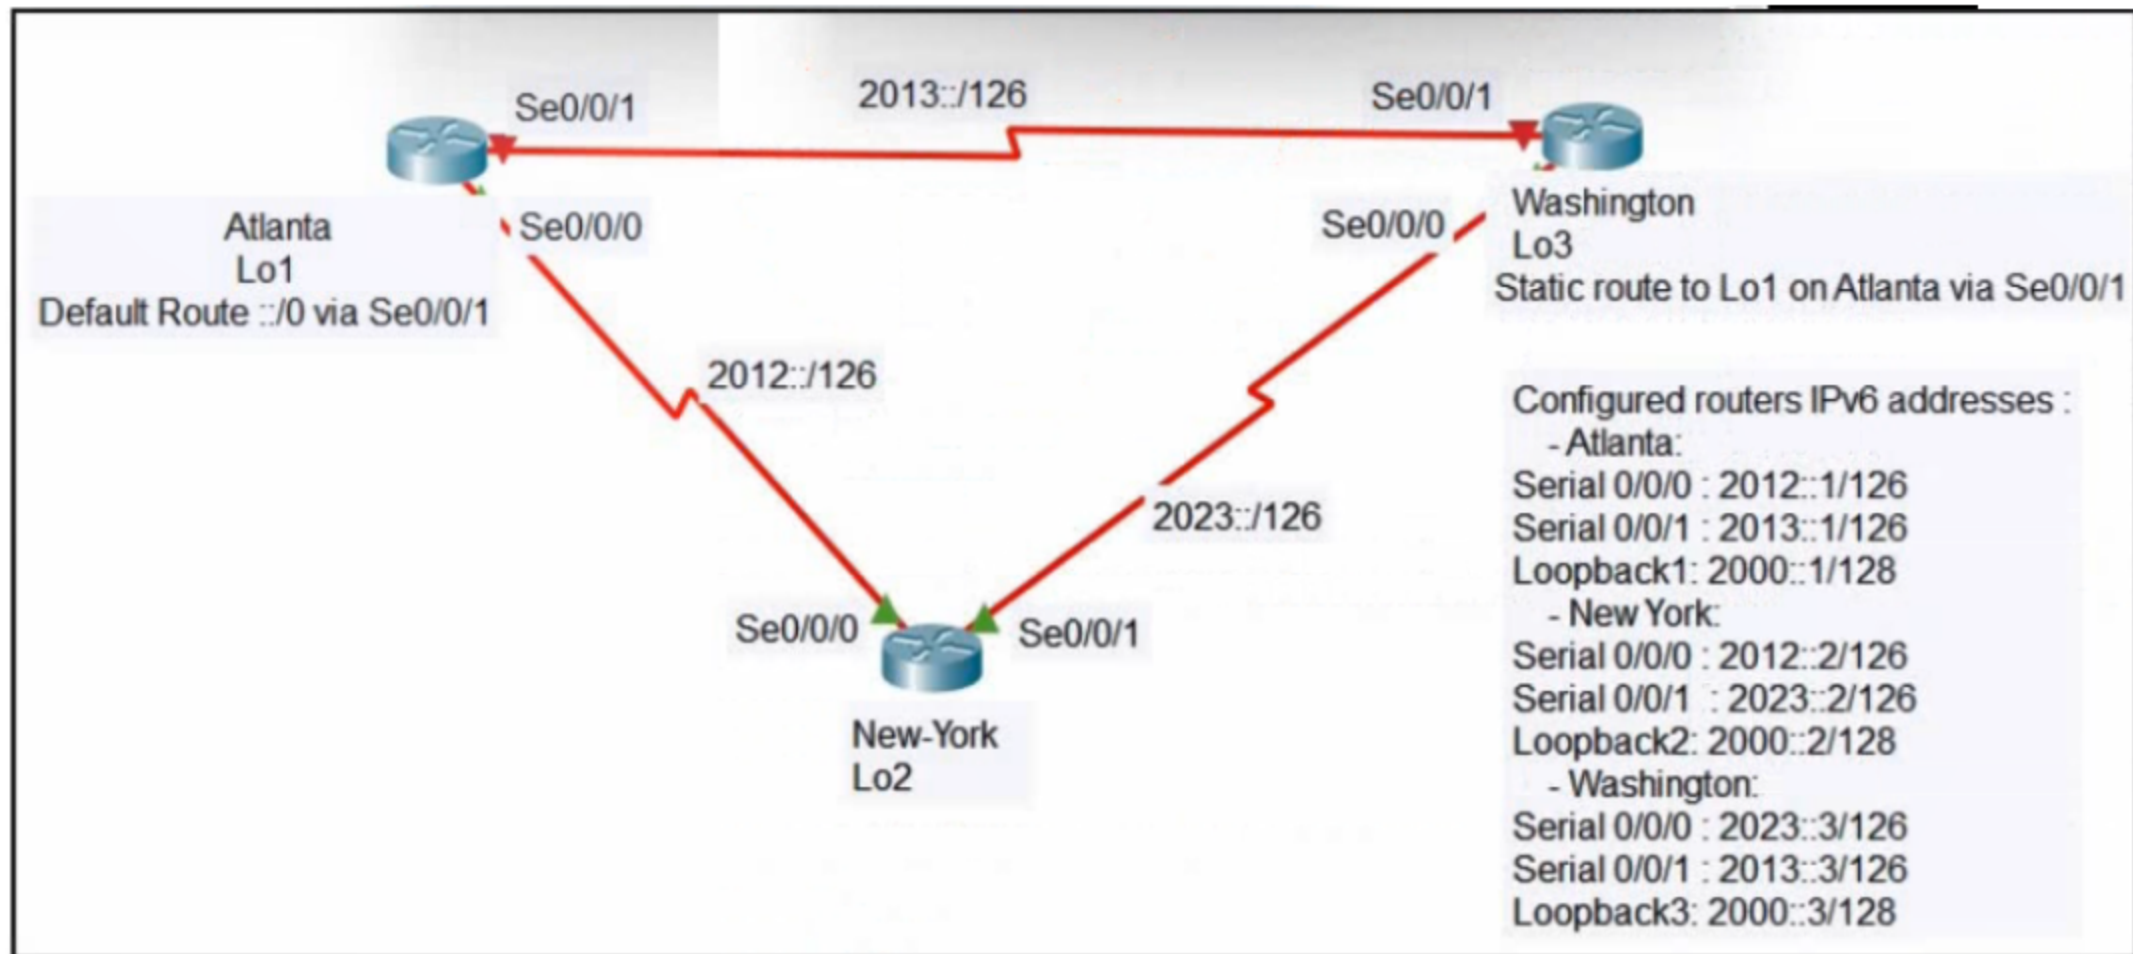 Se0/0/1
2013::/126
Se0/0/1
Atlanta
Lo1
Default Route ::/0 via Se0/0/1
Se0/0/0
Se0/0/0
Washington
Lo3
Static route to Lo1 on Atlanta via Se0/0/1
2012::/126
2023::/126
Se0/0/0
Se0/0/1
New-York
Lo2
Configured routers IPv6 addresses :
- Atlanta:
Serial 0/0/0 : 2012::1/126
Serial 0/0/1 : 2013::1/126
Loopback1: 2000::1/128
- New York:
Serial 0/0/0 : 2012::2/126
Serial 0/0/1 : 2023::2/126
Loopback2: 2000::2/128
- Washington:
Serial 0/0/0 : 2023::3/126
Serial 0/0/1 : 2013::3/126
Loopback3: 2000::3/128